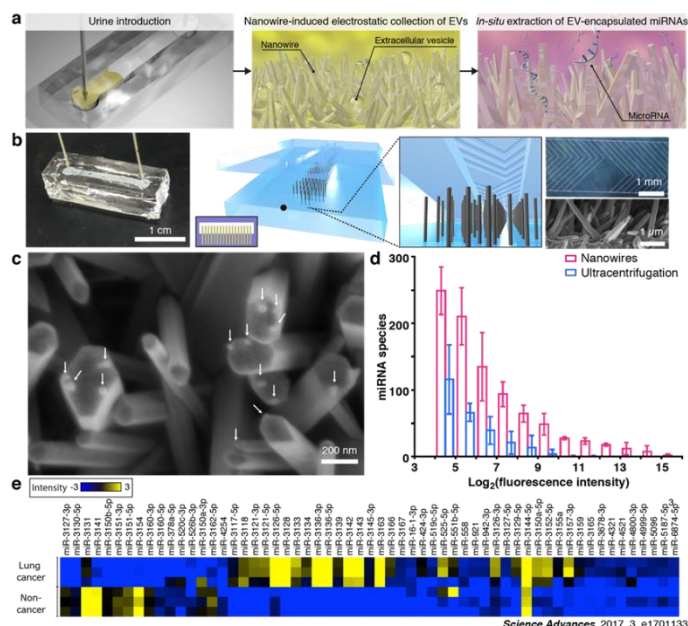 a
Urine introduction
Nanowire-induced electrostatic collection of EVs
In-situ extraction of EV-encapsulated miRNAs
Nanowire
Extracellular vesicle
MicroRNA
b
1 cm
1 mm
1 μm
c
200 nm
d
Nanowires
Ultracentrifugation
miRNA species
300
200
100
0
3 5 7 9 11 13 15
Log2(fluorescence intensity)
e
Intensity -3 3
miR-3127-3p
miR-3130-5p
miR-3131
miR-3141
miR-3150b-5p
miR-3151-3p
miR-3151-5p
miR-3154
miR-3160-3p
miR-3160-5p
miR-378a-3p
miR-520c-3p
miR-526b-3p
miR-3150a-3p
miR-3162-5p
miR-4254
miR-3117-5p
miR-3118
miR-3121-3p
miR-3121-5p
miR-3126-5p
miR-3128
miR-3133
miR-3134
miR-3136-3p
miR-3136-5p
miR-3139
miR-3142
miR-3143
miR-3145-3p
miR-3163
miR-3166
miR-3167
miR-16-1-3p
miR-424-3p
miR-519c-5p
miR-525-5p
miR-551b-5p
miR-558
miR-921
miR-942-3p
miR-3126-3p
miR-3127-5p
miR-3129-5p
miR-3144-5p
miR-3150a-5p
miR-3152-5p
miR-3155a
miR-3157-3p
miR-3159
miR-3165
miR-3678-3p
miR-4321
miR-4521
miR-4800-3p
miR-4999-5p
miR-5096
miR-5187-5p
miR-6874-5p
Lung
cancer
Non-
cancer
Science Advances, 2017, 3, e1701133